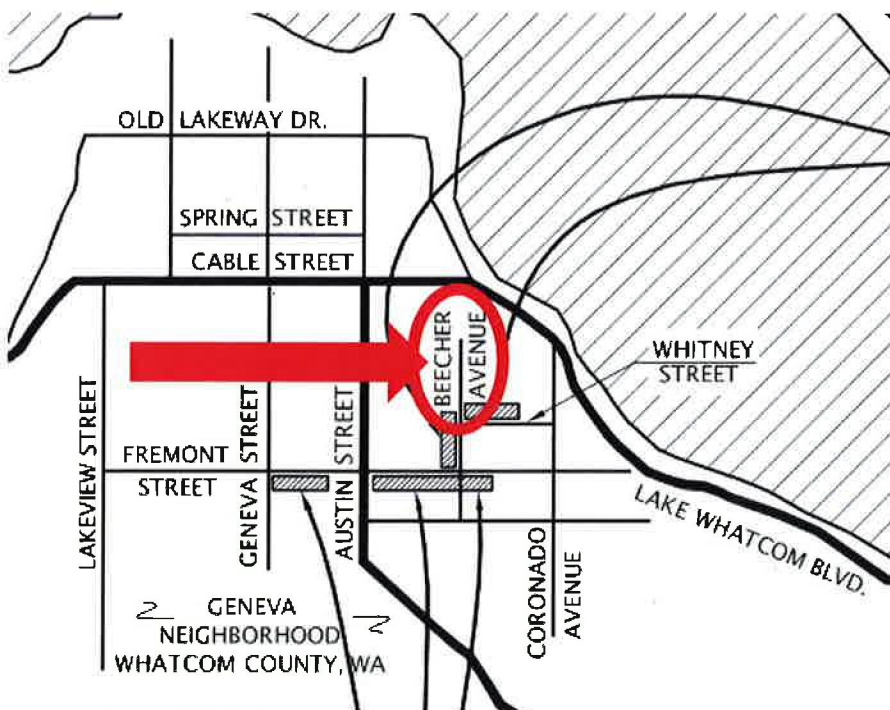 OLD LAKEWAY DR.
SPRING STREET
CABLE STREET
BEECHER
AVENUE
WHITNEY
STREET
LAKEVIEW STREET
FREMONT
STREET
GENEVA STREET
AUSTIN STREET
LAKE WHATCOM BLVD.
CORONADO
AVENUE
GENEVA
NEIGHBORHOOD
WHATCOM COUNTY, WA